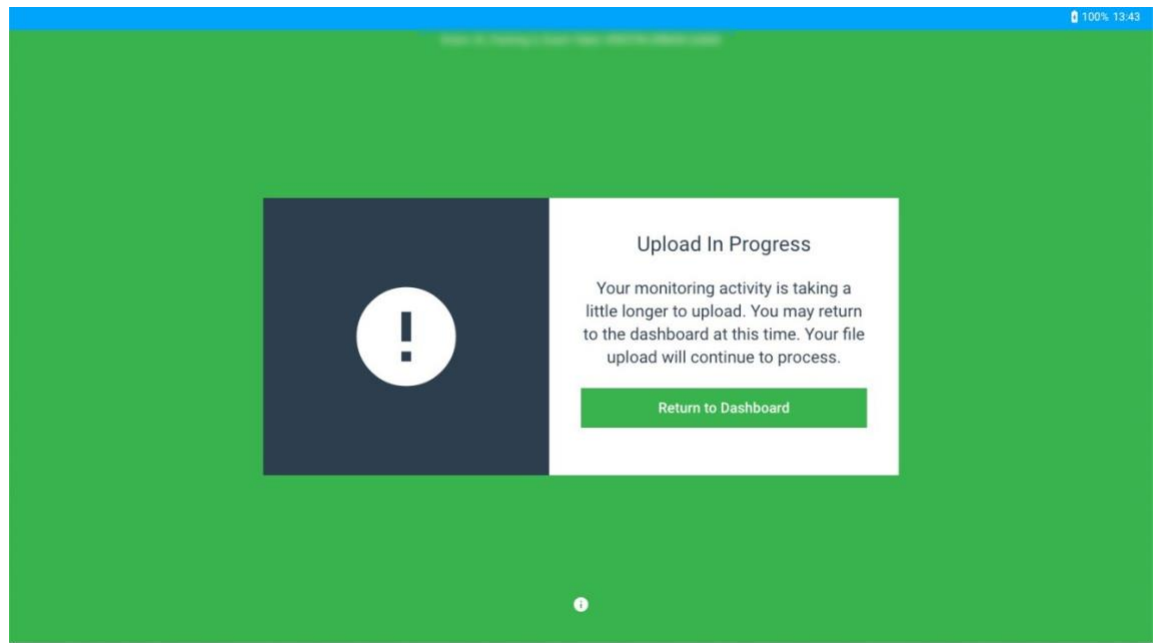 100% 13:43
Upload In Progress
Your monitoring activity is taking a
little longer to upload. You may return
to the dashboard at this time. Your file
upload will continue to process.
Return to Dashboard